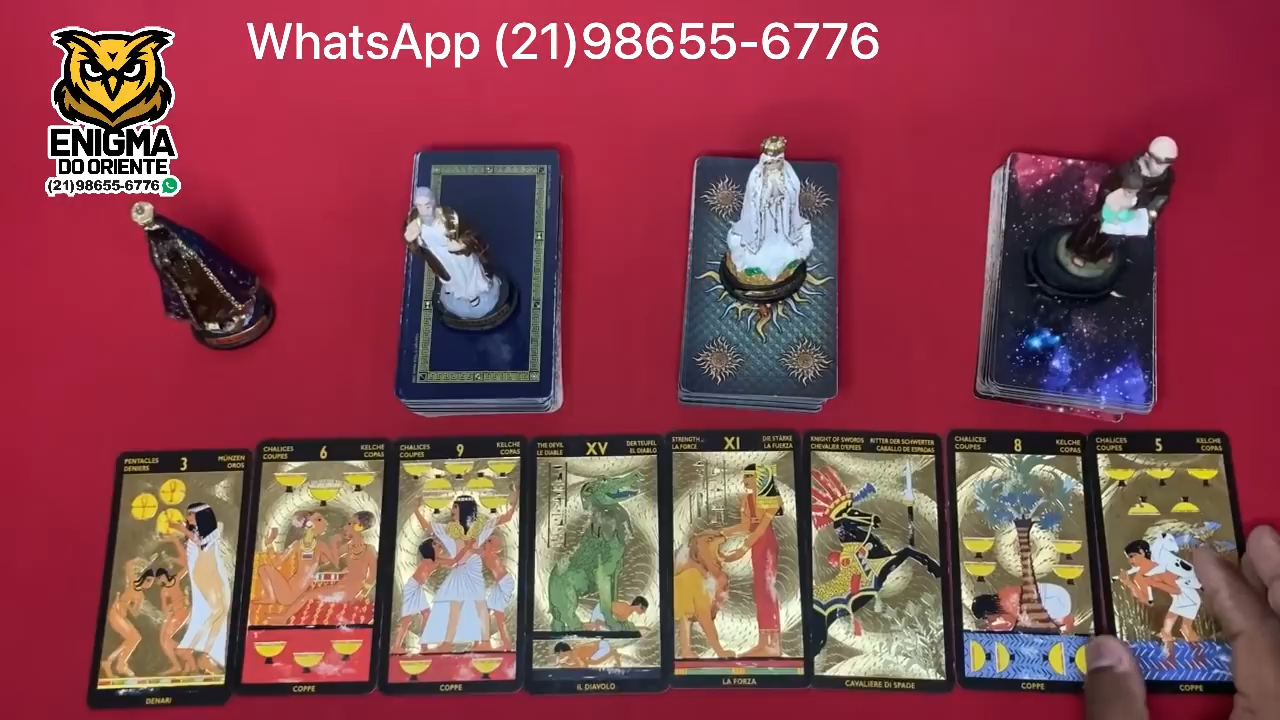 WhatsApp (21)98655-6776
ENIGMA
DO ORIENTE
(21)98655-6776
PENTACLES
DENIERS
3
MÜNZEN
OROS
DENARI
CHALICES
COUPES
6
KELCHE
COPAS
COPPE
CHALICES
COUPES
9
KELCHE
COPAS
COPPE
THE DEVIL
LE DIABLE
XV
DER TEUFEL
EL DIABLO
IL DIAVOLO
STRENGTH
LA FORCE
XI
DIE STÄRKE
LA FUERZA
LA FORZA
KNIGHT OF SWORDS
CHEVALIER D'EPEES
RITTER DER SCHWERTER
CABALLO DE ESPADAS
CAVALIERE DI SPADE
CHALICES
COUPES
8
KELCHE
COPAS
COPPE
CHALICES
COUPES
5
KELCHE
COPAS
COPPE